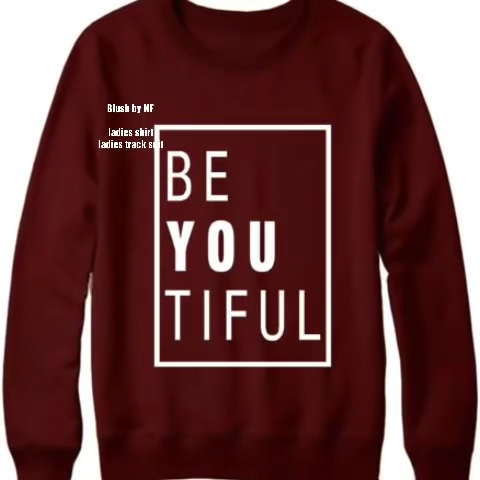 Blush by NF
ladies shirt
ladies track suit
BE
YOU
TIFUL